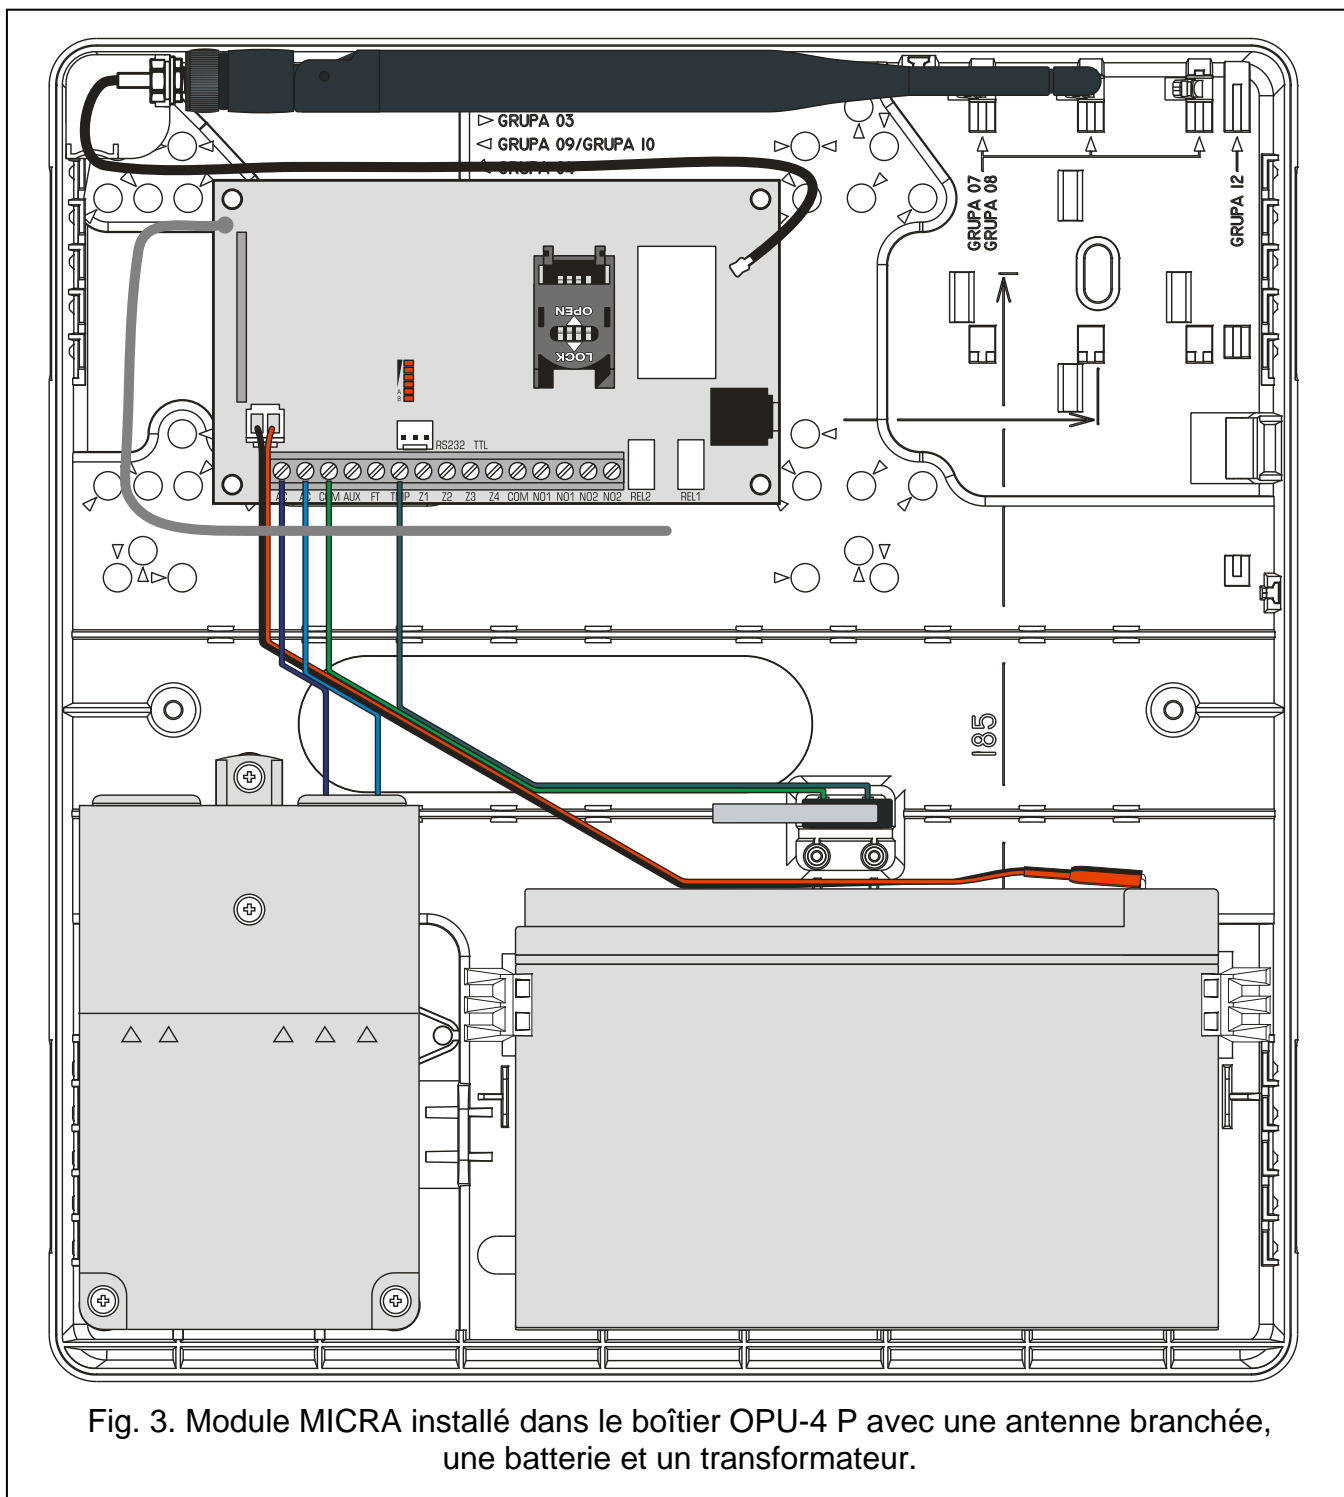 GRUPA 03
GRUPA 09/GRUPA 10
GRUPA 04
GRUPA 07
GRUPA 08
GRUPA 12
OPEN
LOCK
A
B
RS232 TTL
AC AC COM AUX FT TMP Z1 Z2 Z3 Z4 COM NO1 NO1 NO2 NO2 REL2 REL1
185
Fig. 3. Module MICRA installé dans le boîtier OPU-4 P avec une antenne branchée,
une batterie et un transformateur.